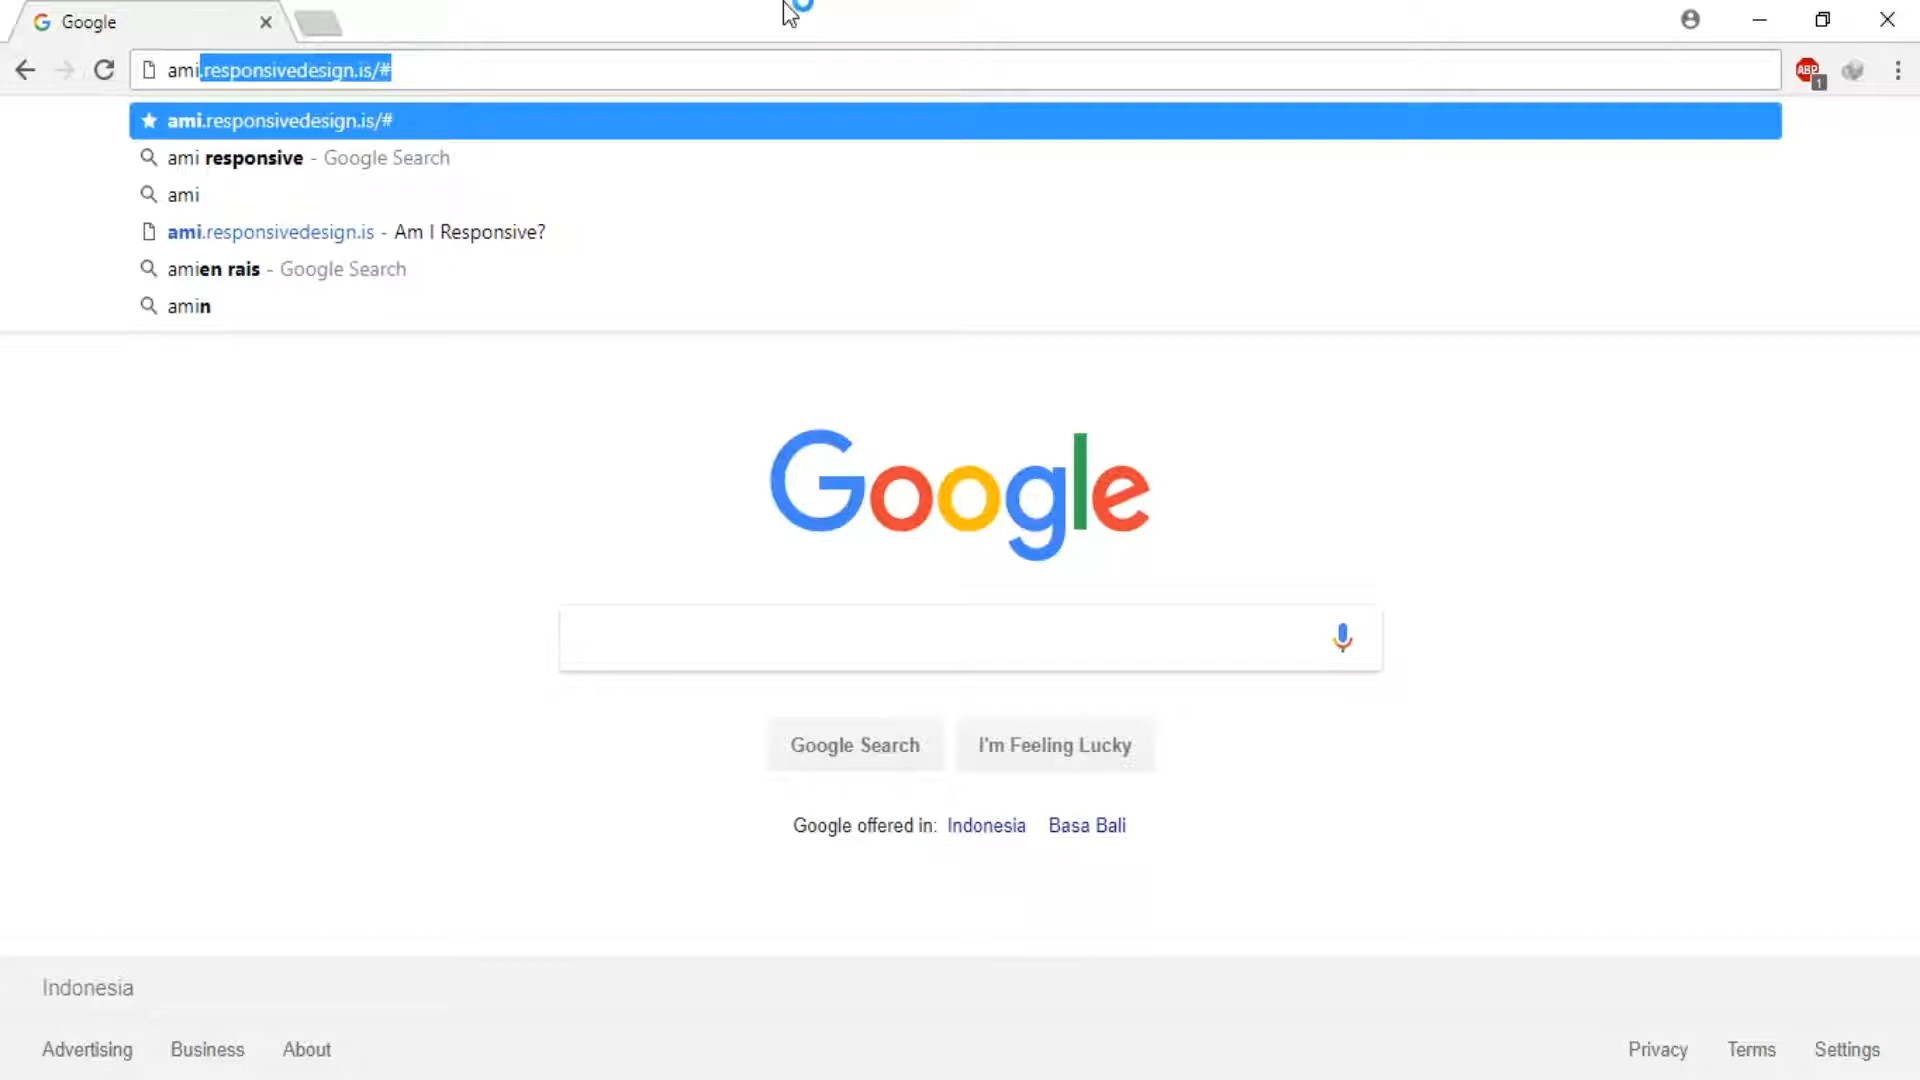 Google
ami.responsivedesign.is/#
ABP
1
ami.responsivedesign.is/#
ami responsive - Google Search
ami
ami.responsivedesign.is - Am I Responsive?
amien rais - Google Search
amin
Google
Google Search
I'm Feeling Lucky
Google offered in: Indonesia Basa Bali
Indonesia
Advertising Business About Privacy Terms Settings